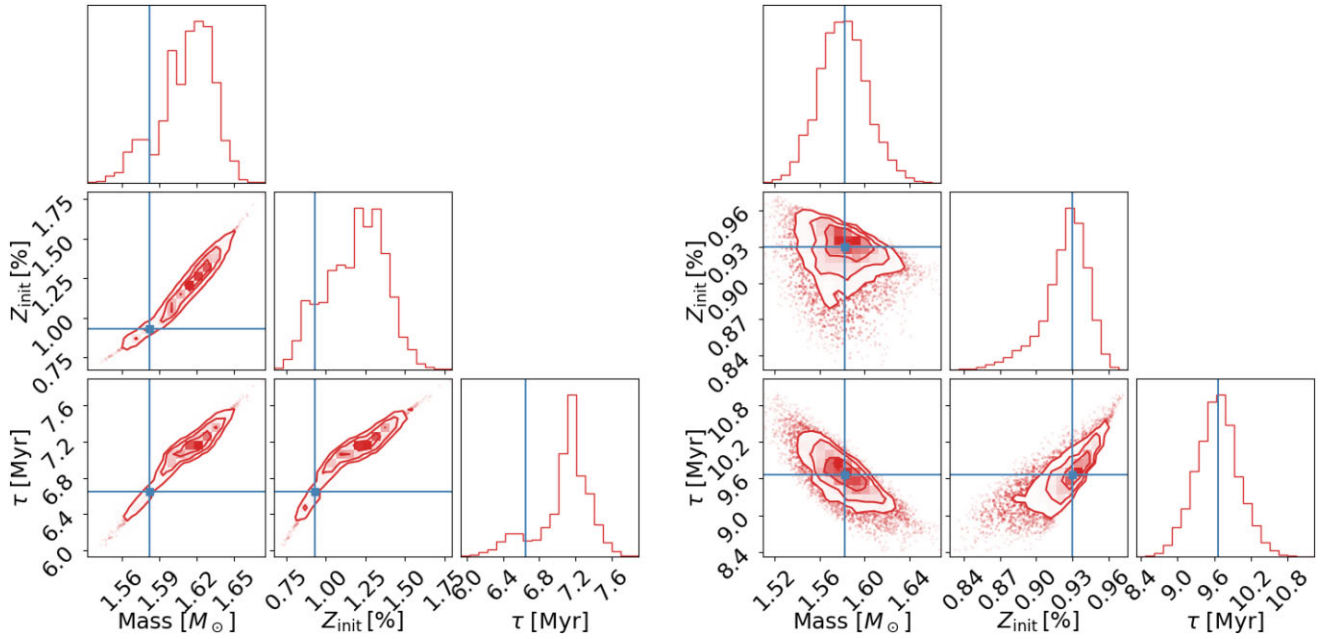 1.75
1.50
1.25
1.00
0.75
Z_init [%]
7.6
7.2
6.8
6.4
6.0
τ [Myr]
1.56 1.59 1.62 1.65
Mass [M⊙]
0.75 1.00 1.25 1.50 1.75
Z_init [%]
6.0 6.4 6.8 7.2 7.6
τ [Myr]
0.96
0.93
0.90
0.87
0.84
Z_init [%]
10.8
10.2
9.6
9.0
8.4
τ [Myr]
1.52 1.56 1.60 1.64
Mass [M⊙]
0.84 0.87 0.90 0.93 0.96
Z_init [%]
8.4 9.0 9.6 10.2 10.8
τ [Myr]